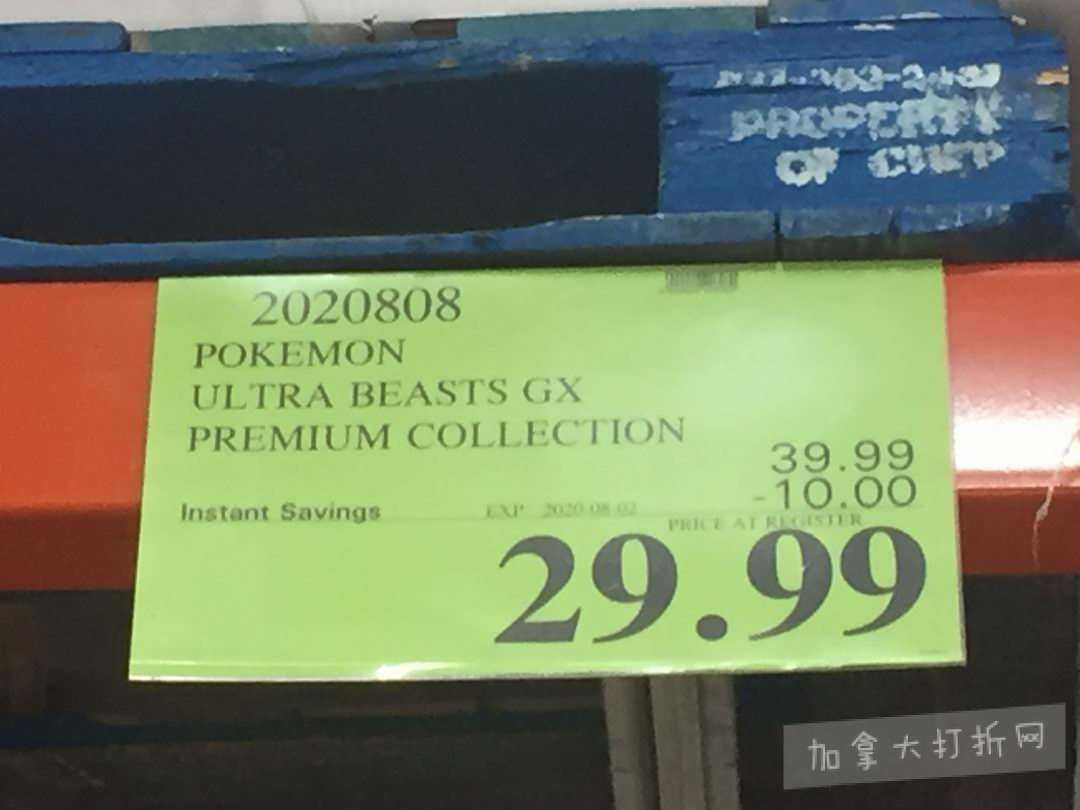 PROPERTY
OF CHEP
2020808
POKEMON
ULTRA BEASTS GX
PREMIUM COLLECTION
39.99
Instant Savings EXP 2020-08-02 -10.00
PRICE AT REGISTER
29.99
加拿大打折网